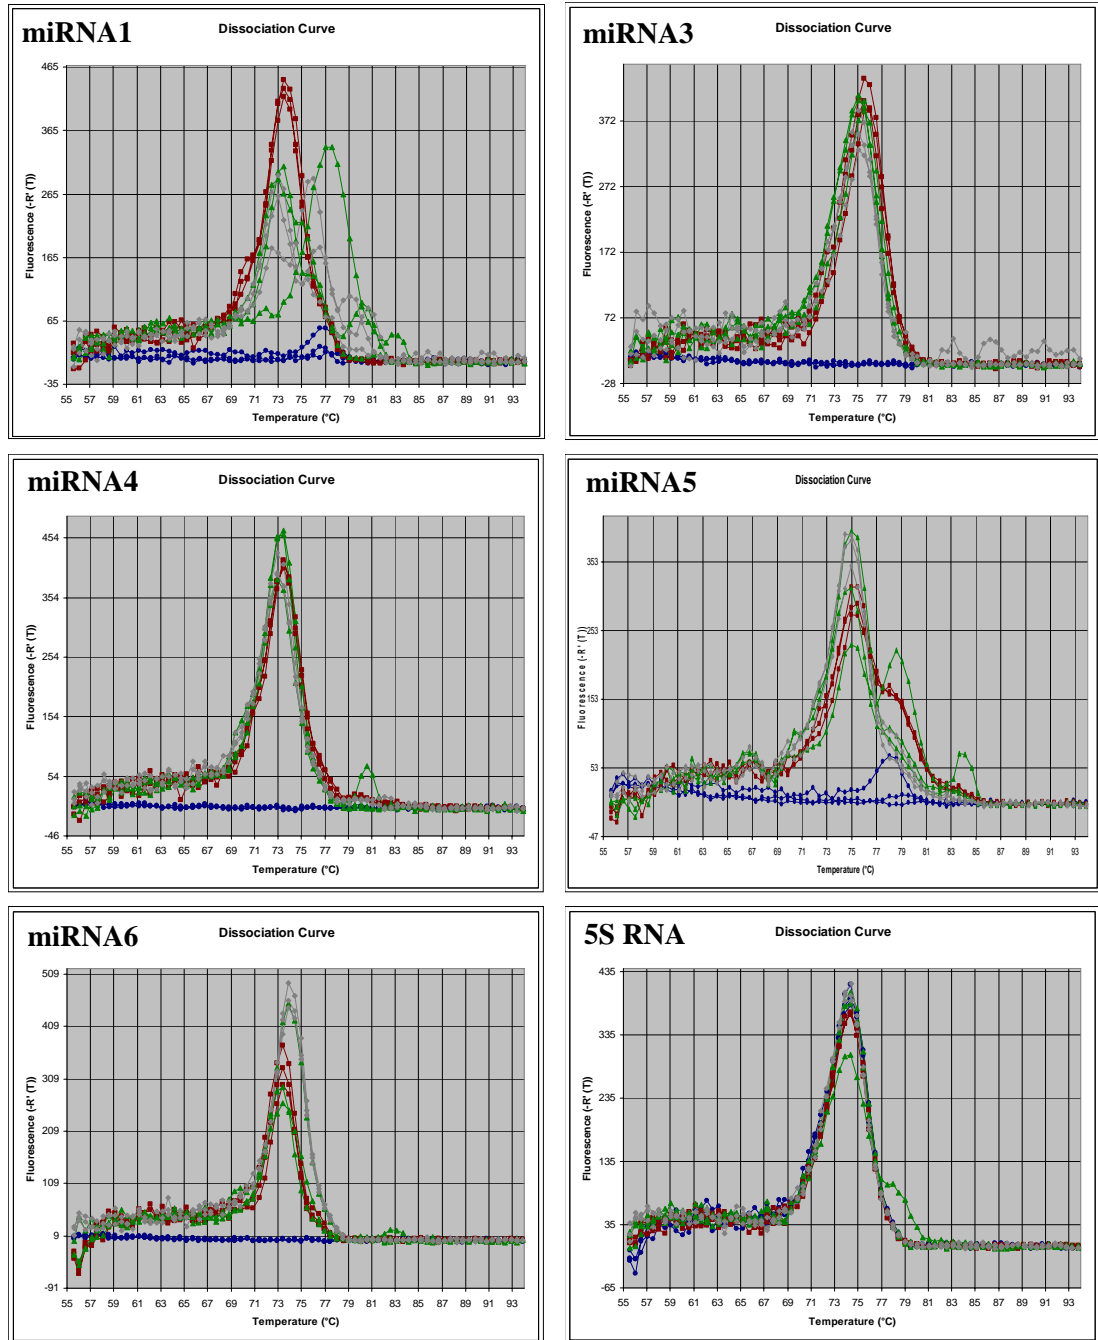 miRNA1
Dissociation Curve
465
365
265
165
65
-35
Fluorescence (-R' (T))
55 57 59 61 63 65 67 69 71 73 75 77 79 81 83 85 87 89 91 93
Temperature (°C)
miRNA3
Dissociation Curve
372
272
172
72
-28
Fluorescence (-R' (T))
55 57 59 61 63 65 67 69 71 73 75 77 79 81 83 85 87 89 91 93
Temperature (°C)
miRNA4
Dissociation Curve
454
354
254
154
54
-46
Fluorescence (-R' (T))
55 57 59 61 63 65 67 69 71 73 75 77 79 81 83 85 87 89 91 93
Temperature (°C)
miRNA5
Dissociation Curve
353
253
153
53
-47
Fluorescence (-R' (T))
55 57 59 61 63 65 67 69 71 73 75 77 79 81 83 85 87 89 91 93
Temperature (°C)
miRNA6
Dissociation Curve
509
409
309
209
109
9
-91
Fluorescence (-R' (T))
55 57 59 61 63 65 67 69 71 73 75 77 79 81 83 85 87 89 91 93
Temperature (°C)
5S RNA
Dissociation Curve
435
335
235
135
35
-65
Fluorescence (-R' (T))
55 57 59 61 63 65 67 69 71 73 75 77 79 81 83 85 87 89 91 93
Temperature (°C)